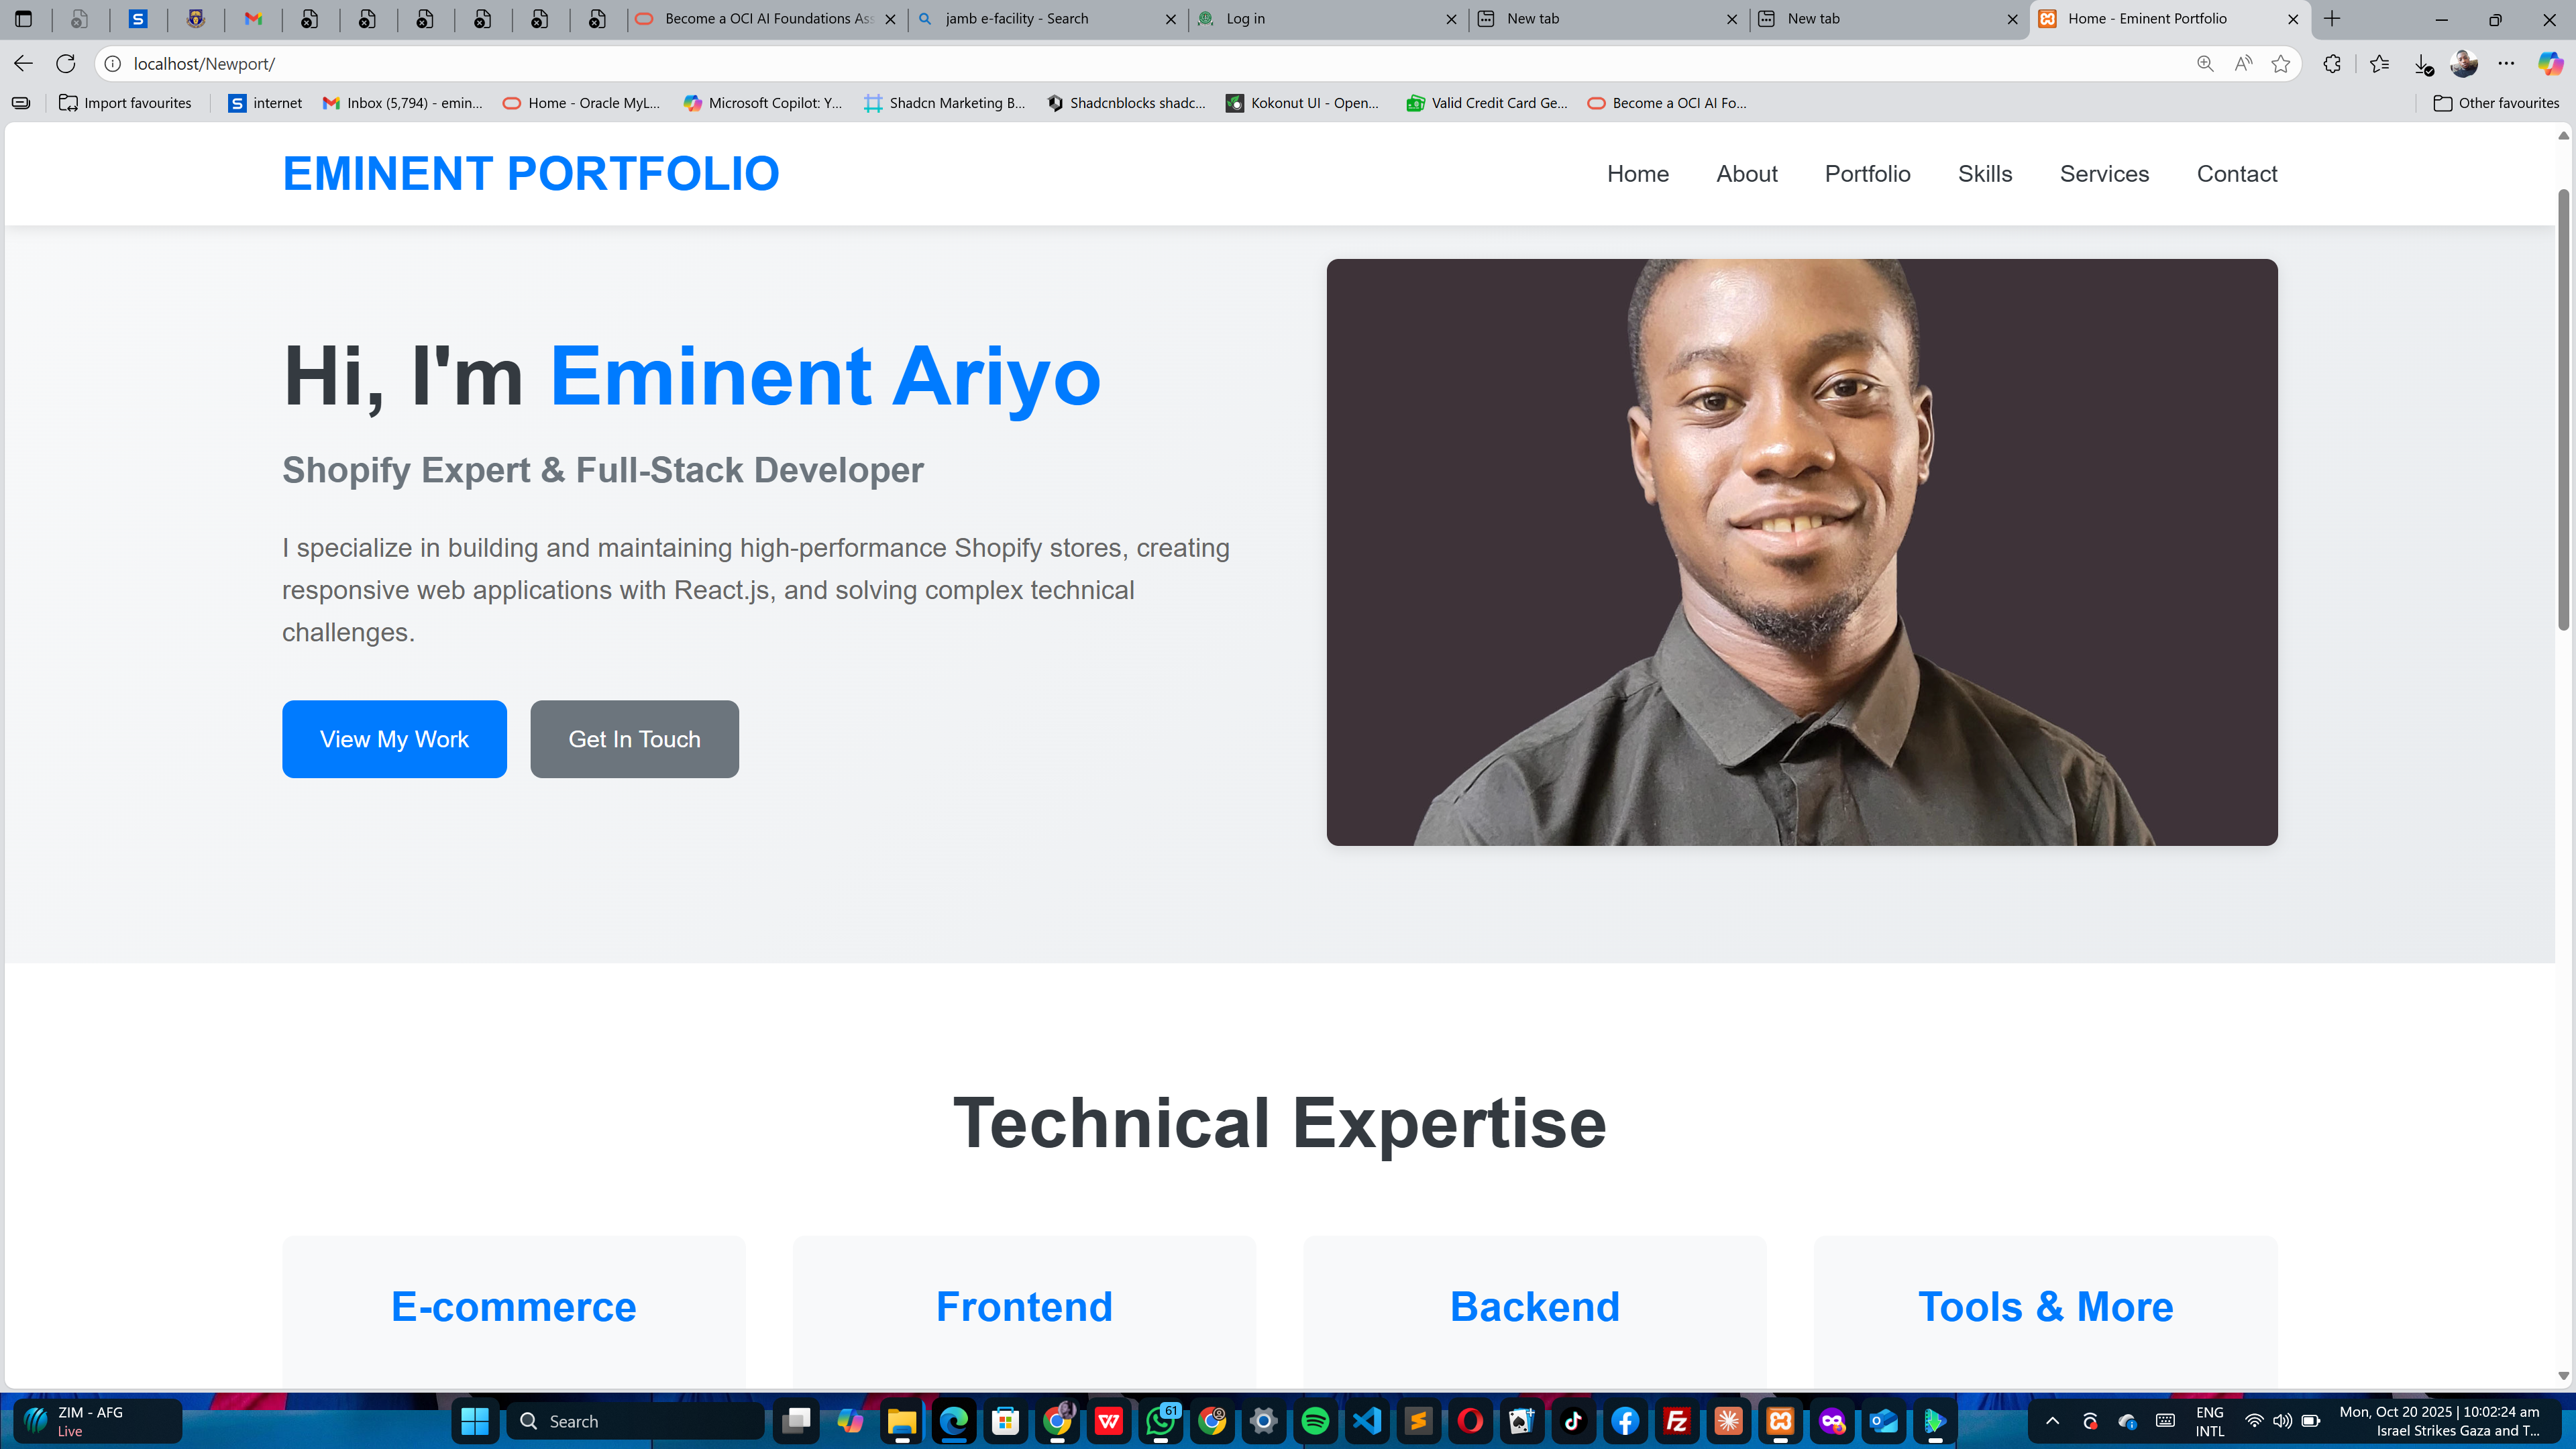 Become a OCI AI Foundations Ass
jamb e-facility - Search
Log in
New tab
New tab
Home - Eminent Portfolio
localhost/Newport/
Import favourites
internet
Inbox (5,794) - emin...
Home - Oracle MyL...
Microsoft Copilot: Y...
Shadcn Marketing B...
Shadcnblocks shadc...
Kokonut UI - Open...
Valid Credit Card Ge...
Become a OCI AI Fo...
Other favourites
EMINENT PORTFOLIO
Home
About
Portfolio
Skills
Services
Contact
Hi, I'm Eminent Ariyo
Shopify Expert & Full-Stack Developer
I specialize in building and maintaining high-performance Shopify stores, creating
responsive web applications with React.js, and solving complex technical
challenges.
View My Work
Get In Touch
Technical Expertise
E-commerce
Frontend
Backend
Tools & More
ZIM - AFG
Live
Search
61
ENG
INTL
Mon, Oct 20 2025 | 10:02:24 am
Israel Strikes Gaza and T...